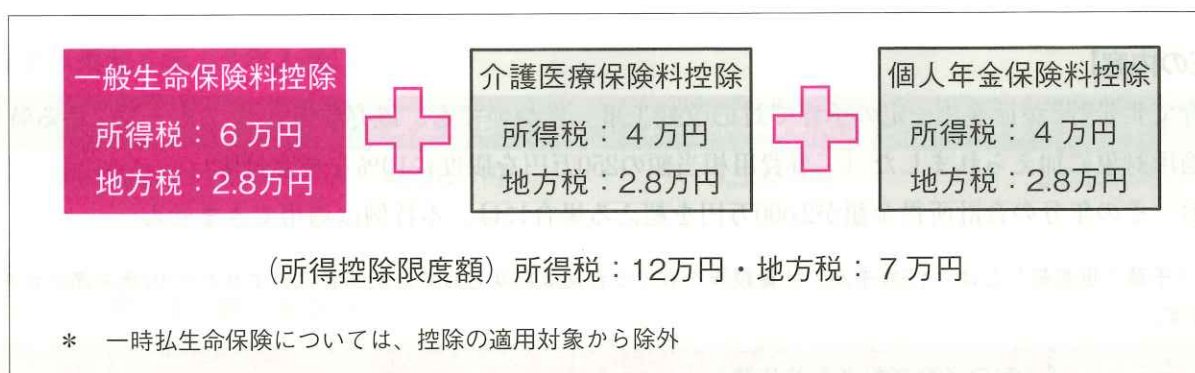 一般生命保険料控除
所得税：６万円
地方税：2.8万円
介護医療保険料控除
所得税：４万円
地方税：2.8万円
個人年金保険料控除
所得税：４万円
地方税：2.8万円
（所得控除限度額）所得税：12万円・地方税：７万円
＊　一時払生命保険については、控除の適用対象から除外